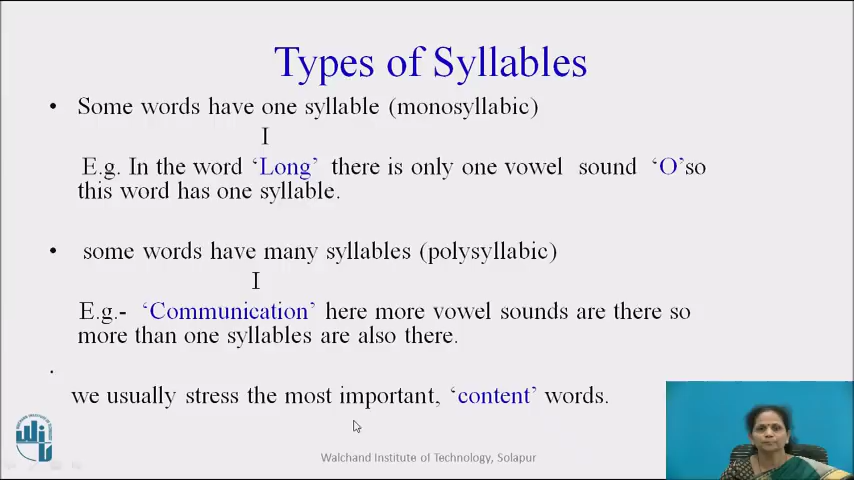 Types of Syllables
• Some words have one syllable (monosyllabic)
I
E.g. In the word ‘Long’ there is only one vowel sound ‘O’so
this word has one syllable.
• some words have many syllables (polysyllabic)
I
E.g.- ‘Communication’ here more vowel sounds are there so
more than one syllables are also there.
.
we usually stress the most important, ‘content’ words.
Walchand Institute of Technology, Solapur